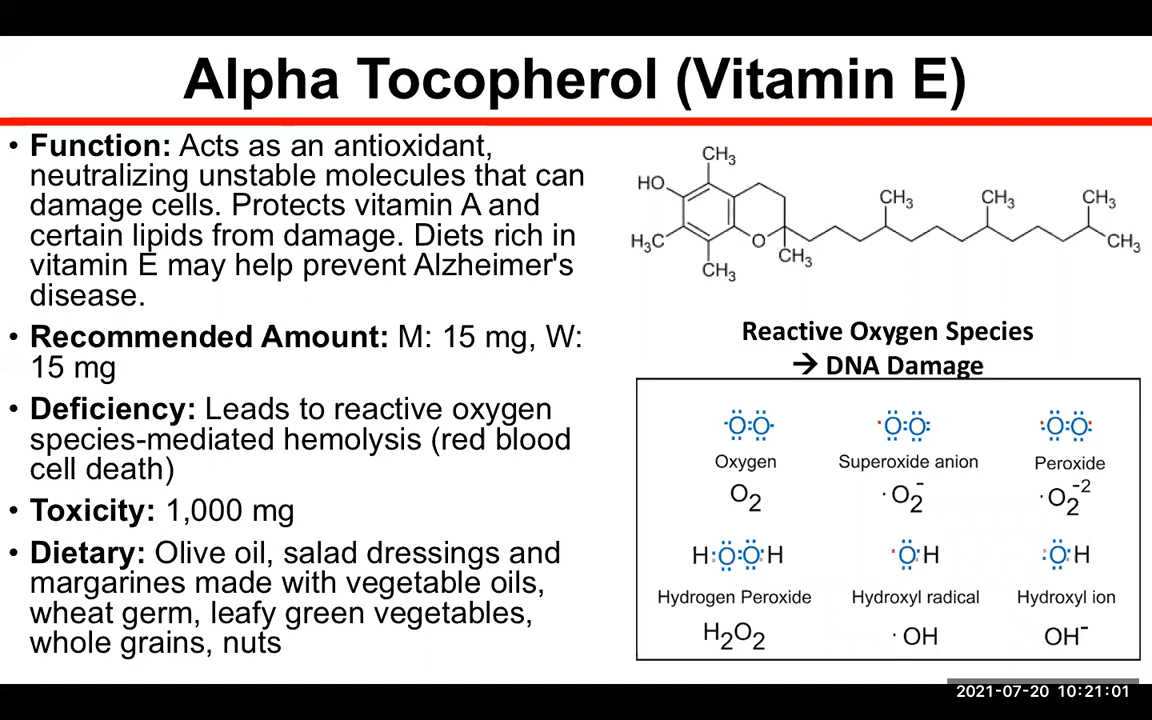 Alpha Tocopherol (Vitamin E)
• Function: Acts as an antioxidant,
neutralizing unstable molecules that can
damage cells. Protects vitamin A and
certain lipids from damage. Diets rich in
vitamin E may help prevent Alzheimer's
disease.
• Recommended Amount: M: 15 mg, W:
15 mg
• Deficiency: Leads to reactive oxygen
species-mediated hemolysis (red blood
cell death)
• Toxicity: 1,000 mg
• Dietary: Olive oil, salad dressings and
margarines made with vegetable oils,
wheat germ, leafy green vegetables,
whole grains, nuts
CH₃
HO
CH₃ CH₃ CH₃
H₃C O CH₃
CH₃ CH₃
Reactive Oxygen Species
→ DNA Damage
·Ö:Ö· ·Ö:Ö: :Ö:Ö:
Oxygen Superoxide anion Peroxide
O₂ ·O₂⁻ ·O₂⁻²
H:Ö:Ö:H ·Ö:H :Ö:H
Hydrogen Peroxide Hydroxyl radical Hydroxyl ion
H₂O₂ ·OH OH⁻
2021-07-20 10:21:01